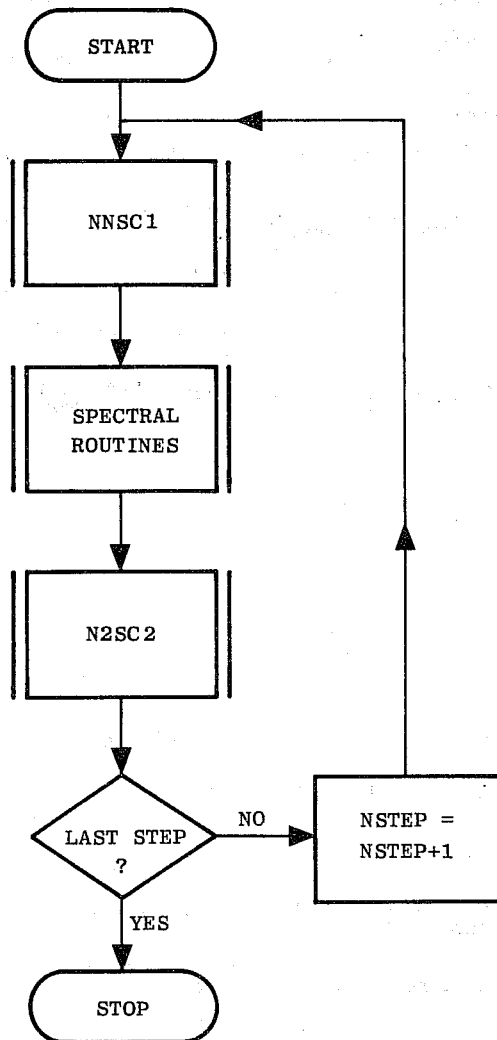 START
NNSC1
SPECTRAL
ROUTINES
N2SC2
LAST STEP
?
NO
NSTEP =
NSTEP+1
YES
STOP